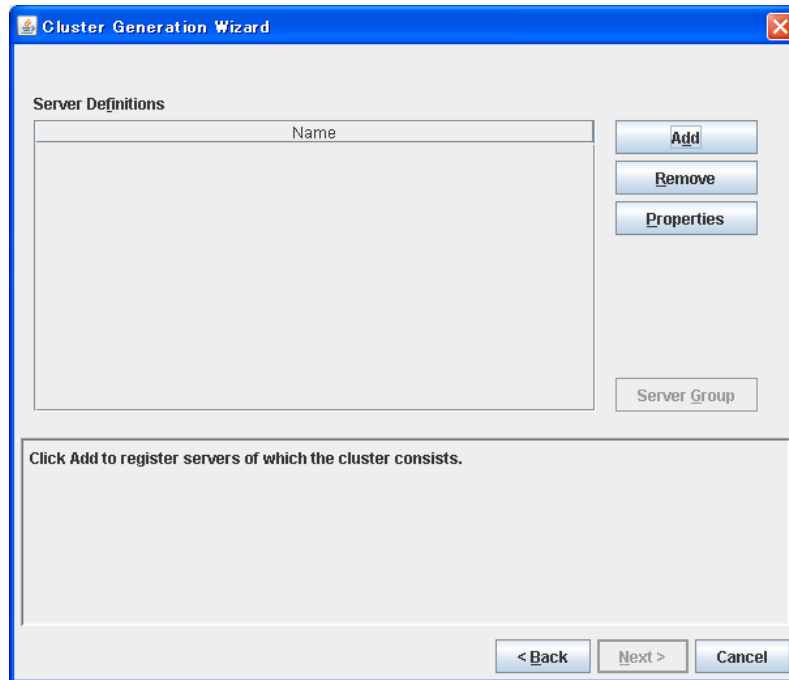 Cluster Generation Wizard
Server Definitions
Name
Add
Remove
Properties
Server Group
Click Add to register servers of which the cluster consists.
< Back
Next >
Cancel